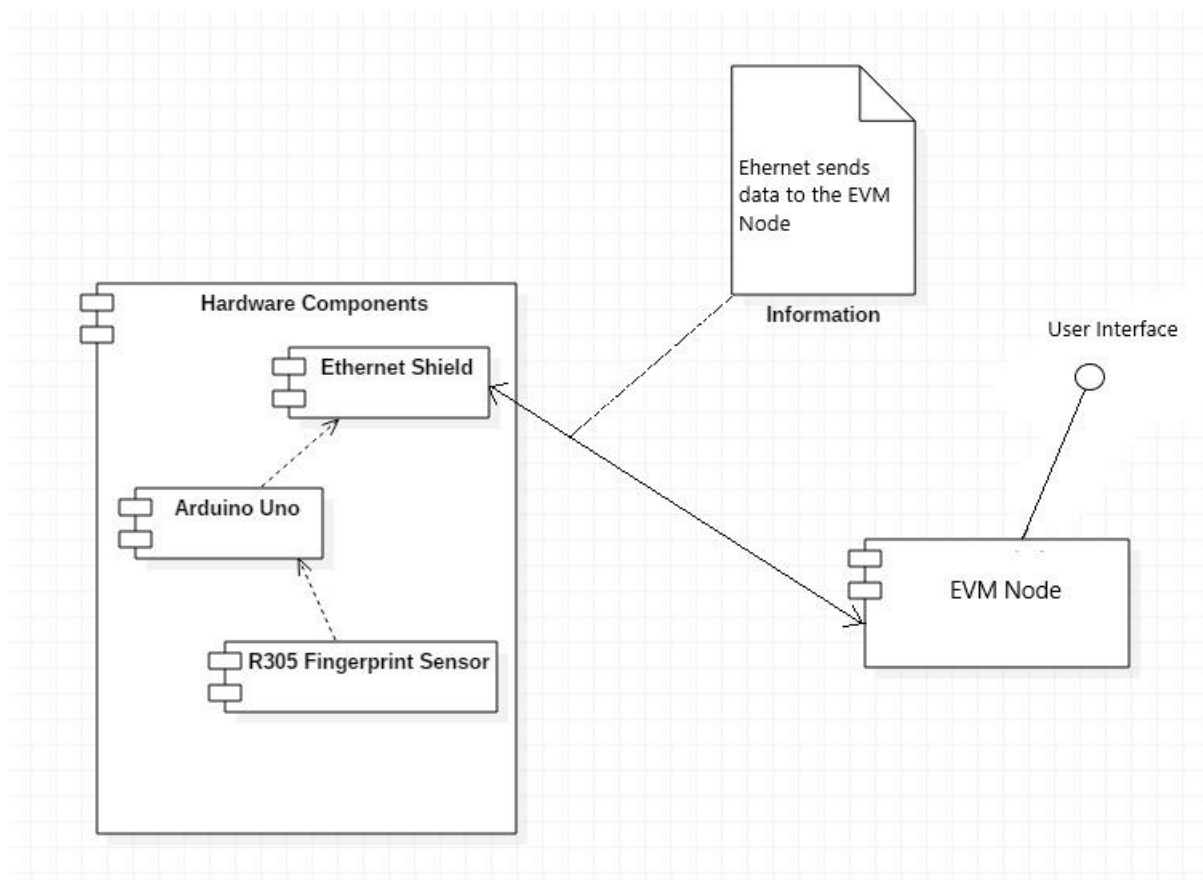 Ehernet sends
data to the EVM
Node
Information
Hardware Components
Ethernet Shield
Arduino Uno
R305 Fingerprint Sensor
User Interface
EVM Node